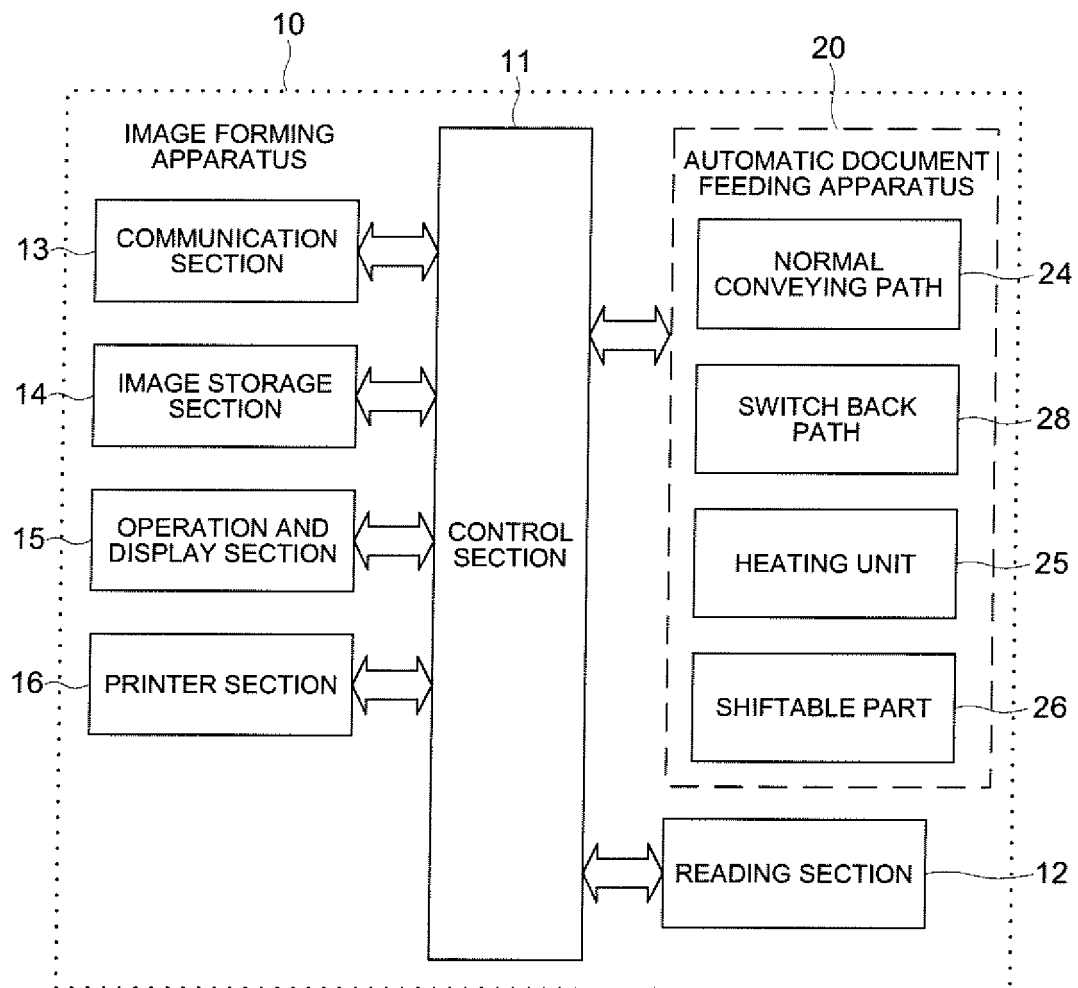 10
11
20
IMAGE FORMING
APPARATUS
AUTOMATIC DOCUMENT
FEEDING APPARATUS
13
COMMUNICATION
SECTION
NORMAL
CONVEYING PATH
24
14
IMAGE STORAGE
SECTION
SWITCH BACK
PATH
28
15
OPERATION AND
DISPLAY SECTION
CONTROL
SECTION
HEATING UNIT
25
16
PRINTER SECTION
SHIFTABLE PART
26
READING SECTION
12